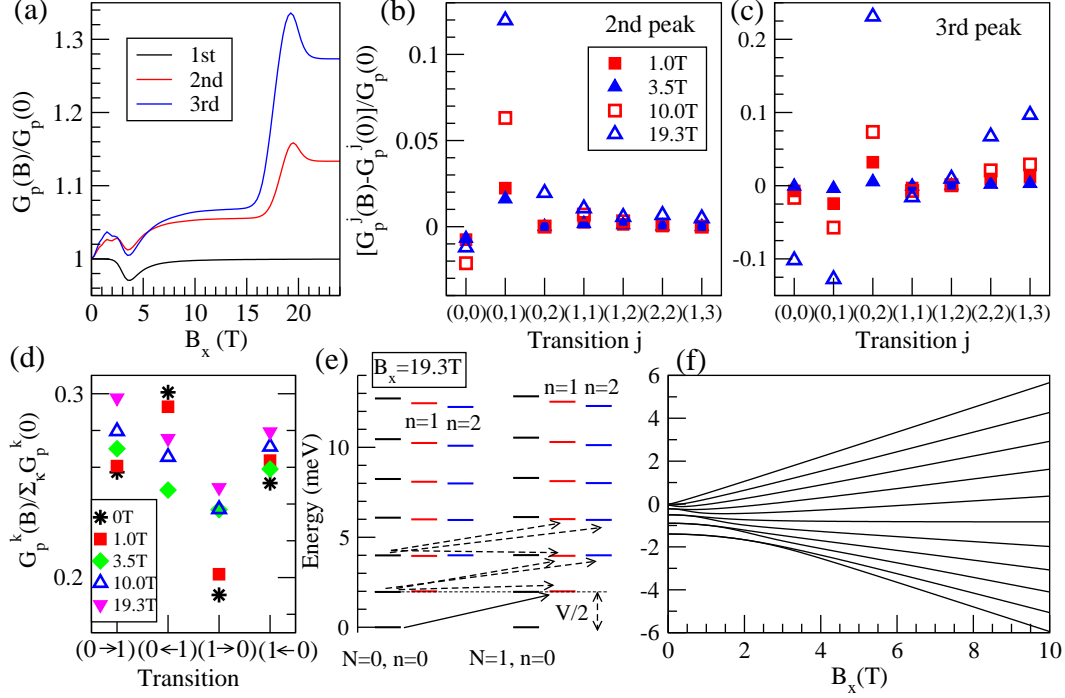 (a)
1.3
1.2
1.1
1
G_p(B)/G_p(0)
1st
2nd
3rd
0 5 10 15 20
B_x (T)
(b)
2nd peak
0.1
0.05
0
[G_p^j(B)-G_p^j(0)]/G_p(0)
1.0T
3.5T
10.0T
19.3T
(0,0)(0,1)(0,2)(1,1)(1,2)(2,2)(1,3)
Transition j
(c)
3rd peak
0.2
0.1
0
-0.1
(0,0)(0,1)(0,2)(1,1)(1,2)(2,2)(1,3)
Transition j
(d)
0.3
0.2
G_p^k(B)/Σ_κ G_p^k(0)
0T
1.0T
3.5T
10.0T
19.3T
(0→1)(0←1)(1→0)(1←0)
Transition
(e)
B_x=19.3T
n=1 n=2
n=1 n=2
10
8
6
4
2
0
Energy (meV)
V/2
N=0, n=0
N=1, n=0
(f)
6
4
2
0
-2
-4
-6
0 2 4 6 8 10
B_x(T)